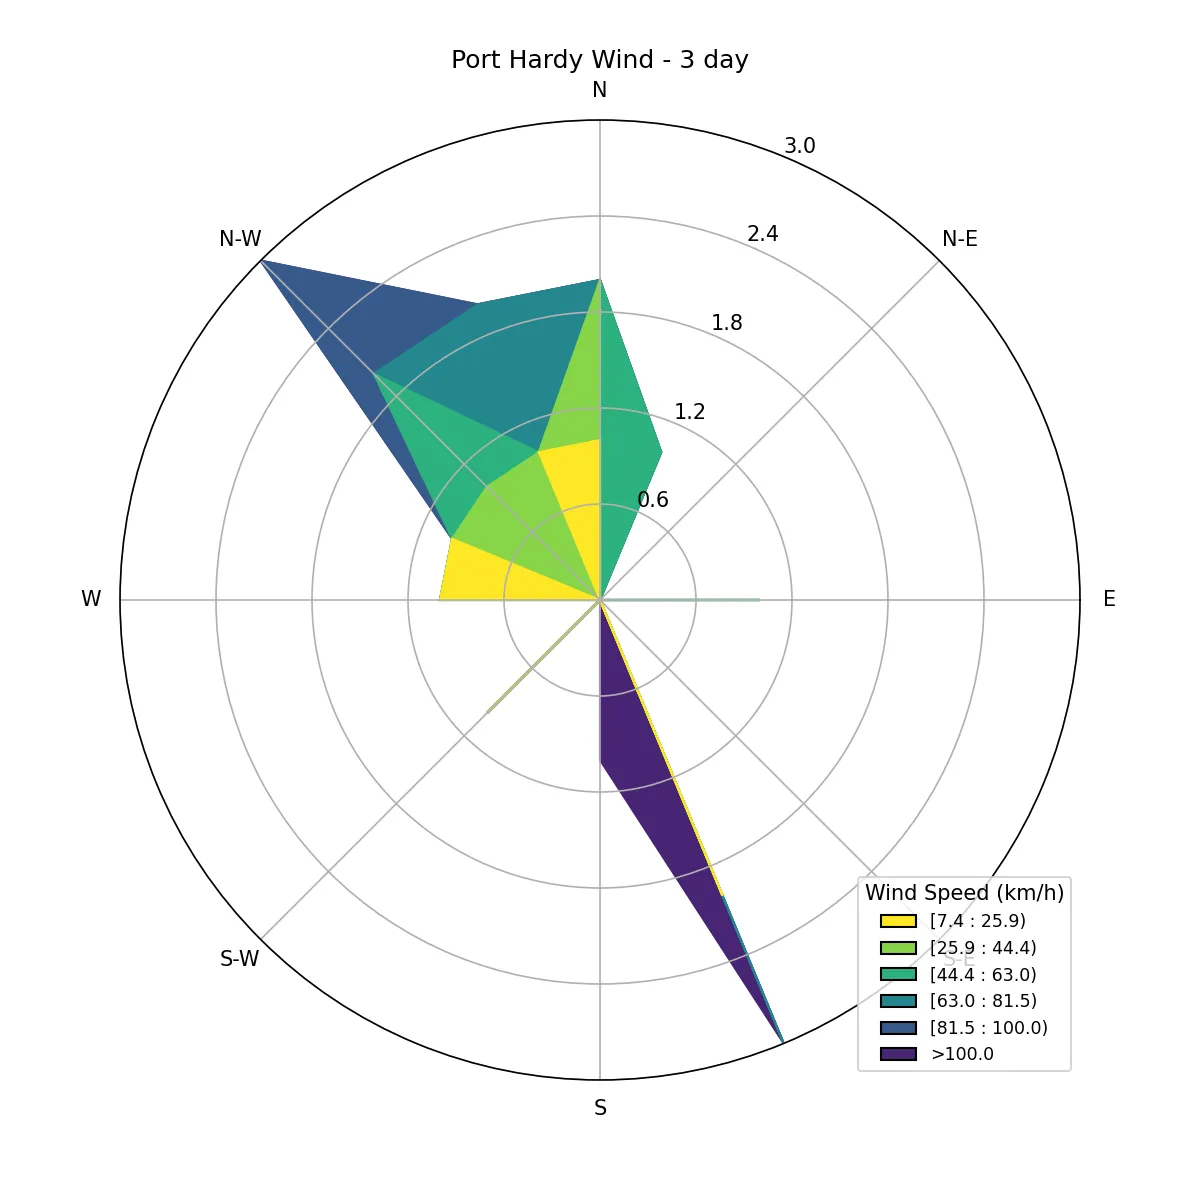 Port Hardy Wind - 3 day
N
3.0
2.4
N-W
N-E
1.8
1.2
0.6
W
E
Wind Speed (km/h)
[7.4 : 25.9)
[25.9 : 44.4)
S-W
S-E
[44.4 : 63.0)
[63.0 : 81.5)
[81.5 : 100.0)
>100.0
S